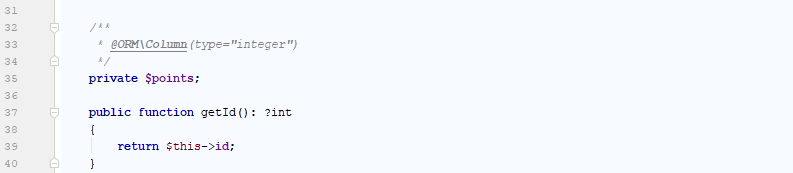 31
32 /**
33 * @ORM\Column(type="integer")
34 */
35 private $points;
36
37 public function getId(): ?int
38 {
39 return $this->id;
40 }